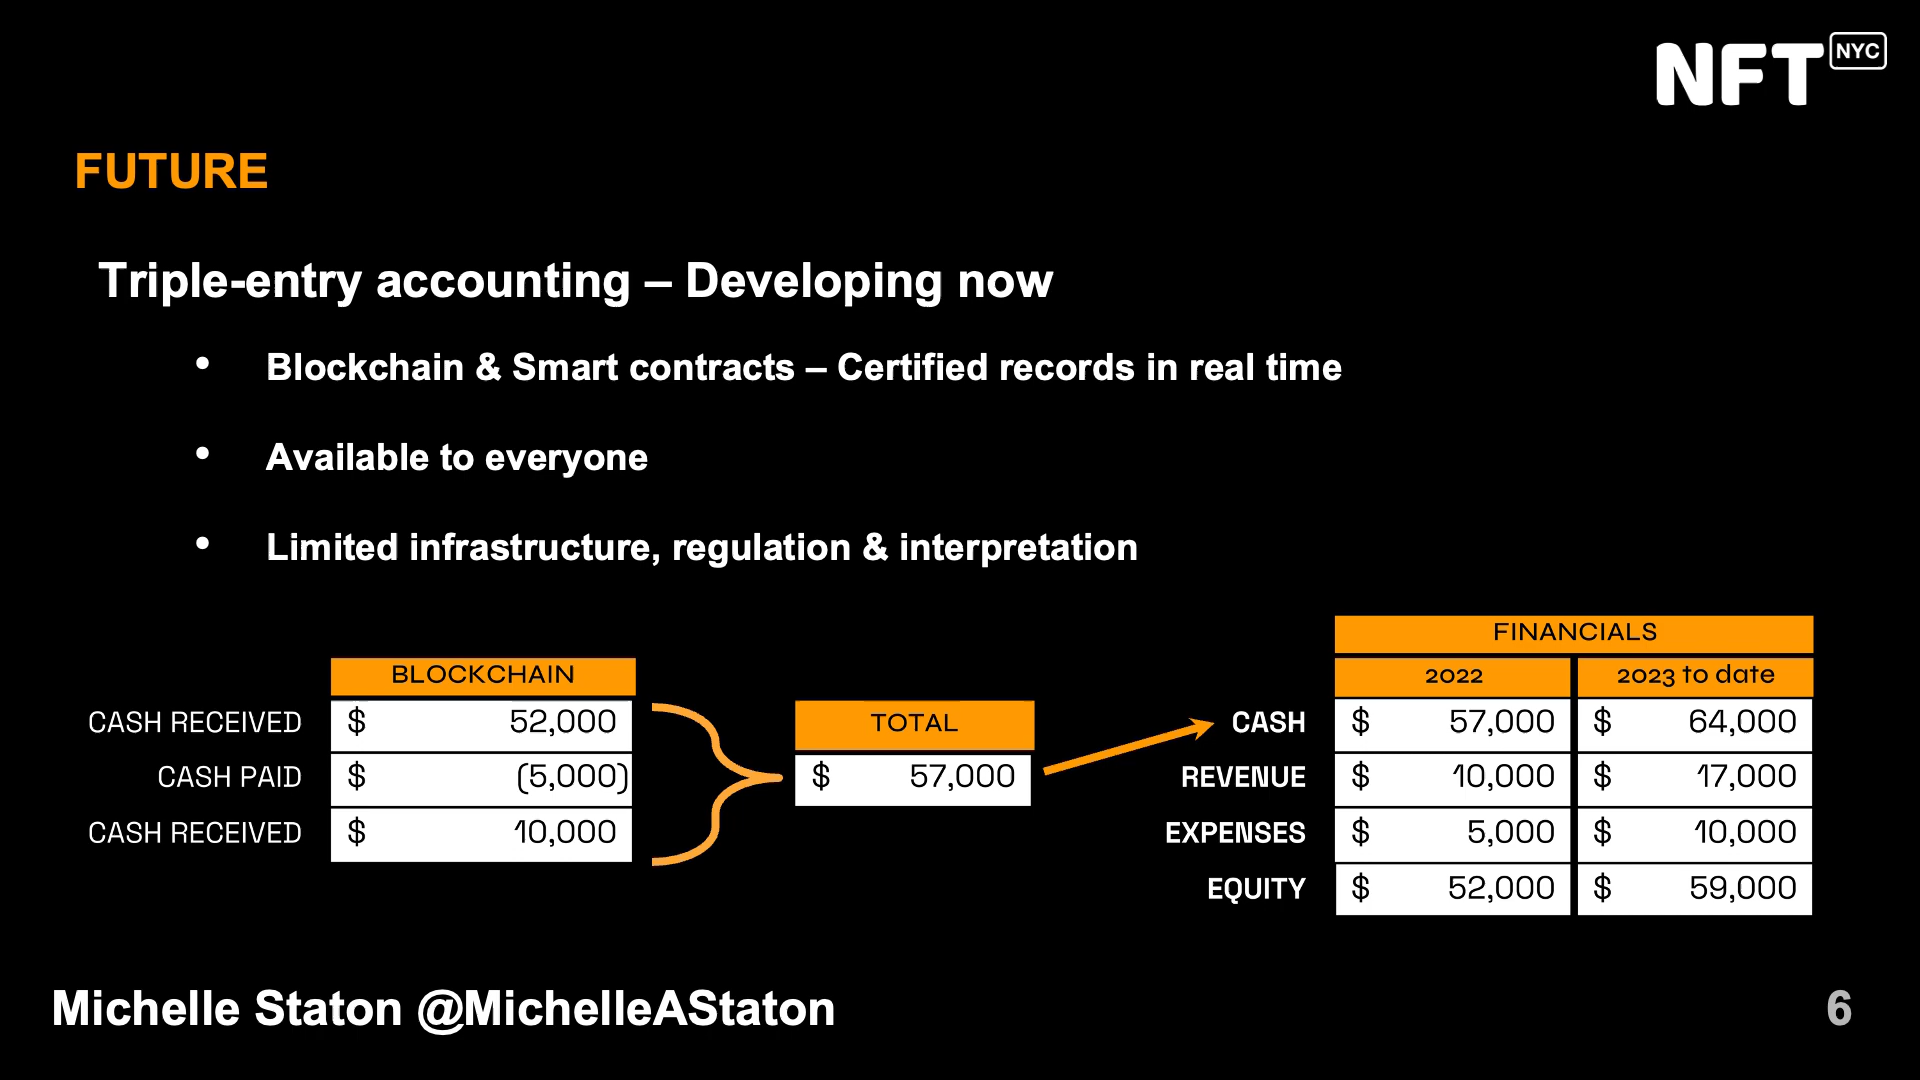 NFT NYC
FUTURE
Triple-entry accounting – Developing now
• Blockchain & Smart contracts – Certified records in real time
• Available to everyone
• Limited infrastructure, regulation & interpretation
BLOCKCHAIN
CASH RECEIVED $ 52,000
CASH PAID $ (5,000)
CASH RECEIVED $ 10,000
TOTAL
$ 57,000
FINANCIALS
2022 2023 to date
CASH $ 57,000 $ 64,000
REVENUE $ 10,000 $ 17,000
EXPENSES $ 5,000 $ 10,000
EQUITY $ 52,000 $ 59,000
Michelle Staton @MichelleAStaton
6